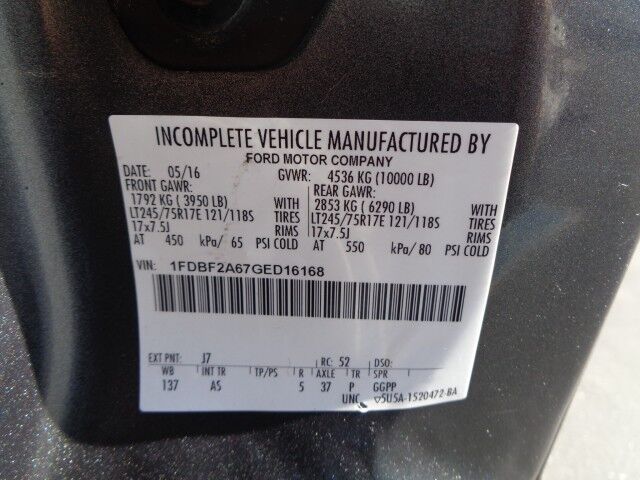 INCOMPLETE VEHICLE MANUFACTURED BY
FORD MOTOR COMPANY
DATE: 05/16 GVWR: 4536 KG (10000 LB)
FRONT GAWR: REAR GAWR:
1792 KG ( 3950 LB) WITH 2853 KG ( 6290 LB) WITH
LT245/75R17E 121/118S TIRES LT245/75R17E 121/118S TIRES
17x7.5J RIMS 17x7.5J RIMS
AT 450 kPa/ 65 PSI COLD AT 550 kPa/ 80 PSI COLD
VIN: 1FDBF2A67GED16168
EXT PNT: J7 RC: 52 DSO:
WB INT TR TP/PS R AXLE TR SPR
137 AS 5 37 P GGPP
UNC 5U5A-1520472-BA